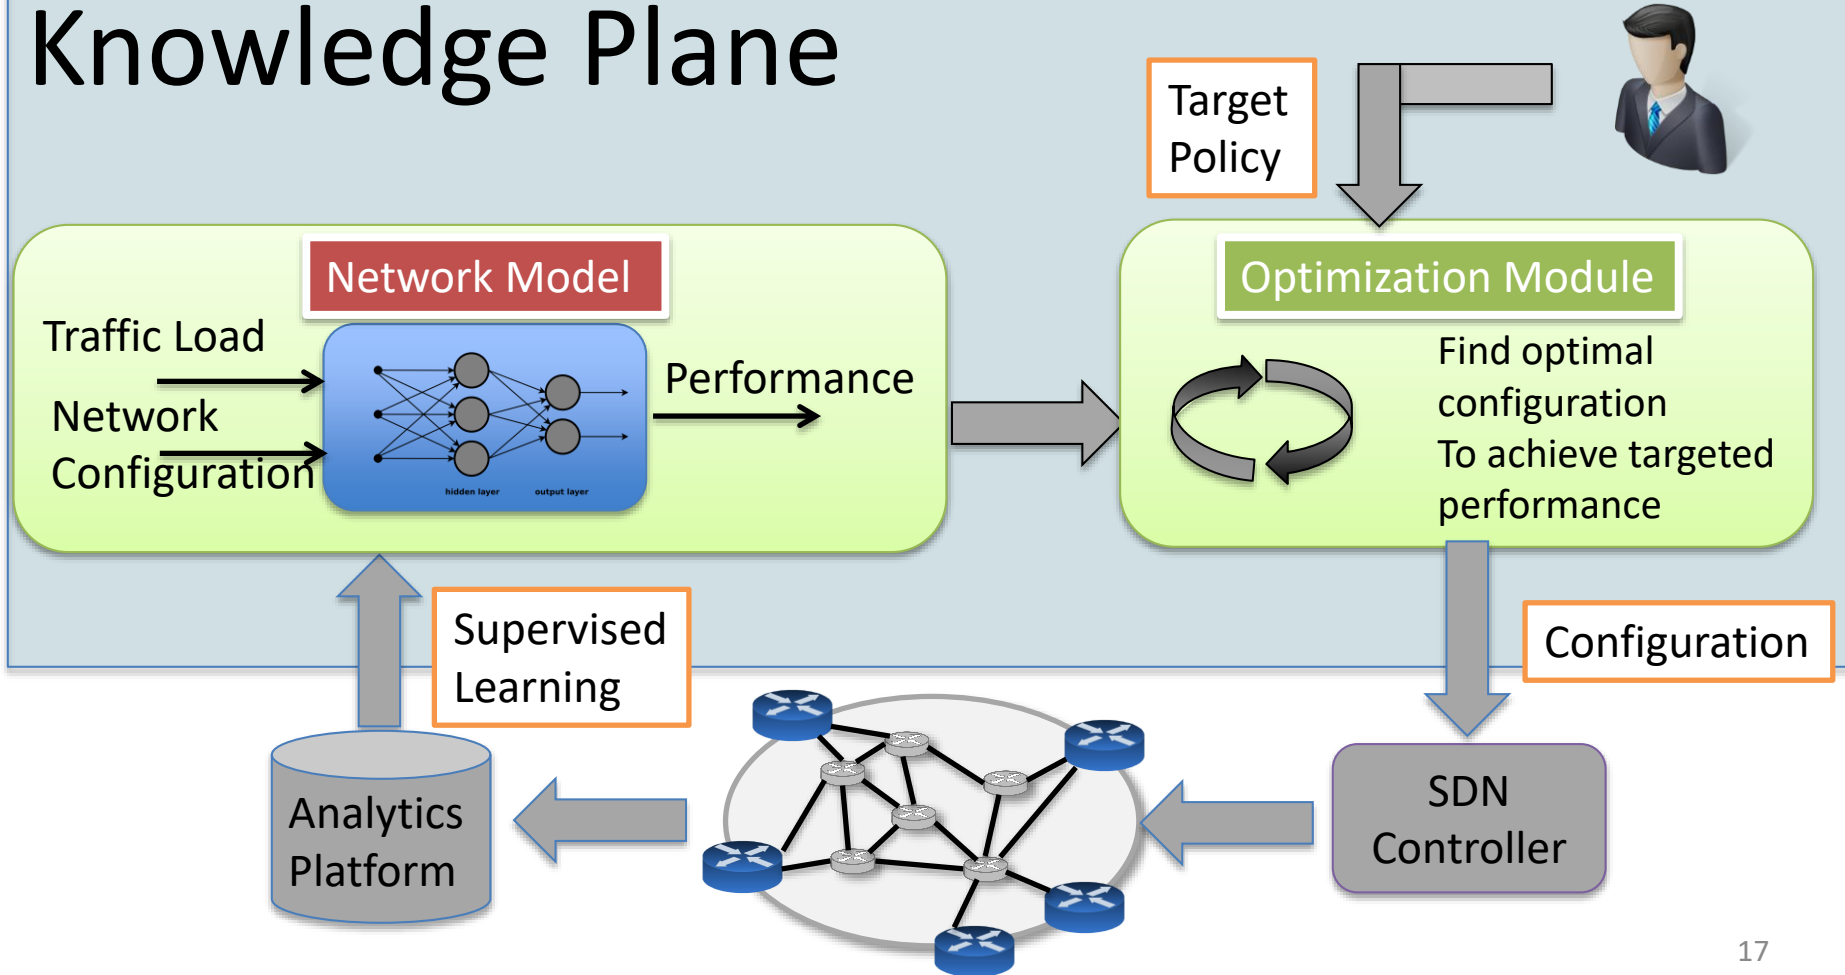 Knowledge Plane
Target
Policy
Network Model
Traffic Load
Network
Configuration
hidden layer
output layer
Performance
Optimization Module
Find optimal
configuration
To achieve targeted
performance
Supervised
Learning
Configuration
Analytics
Platform
SDN
Controller
17